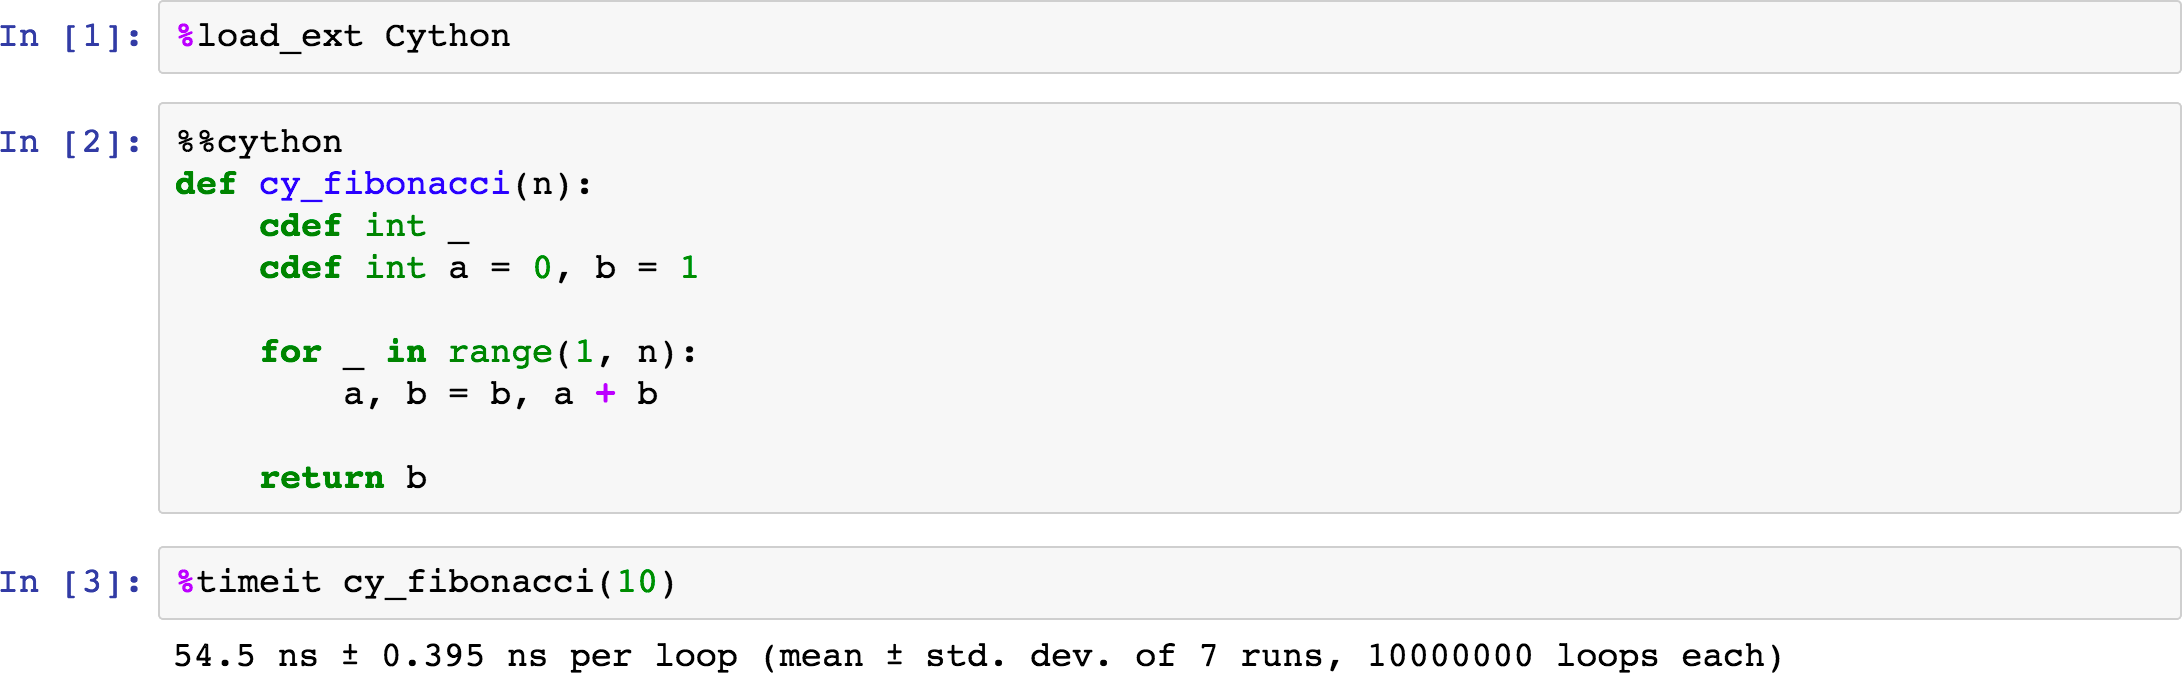 In [1]: %load_ext Cython
In [2]: %%cython
def cy_fibonacci(n):
    cdef int _
    cdef int a = 0, b = 1

    for _ in range(1, n):
        a, b = b, a + b

    return b
In [3]: %timeit cy_fibonacci(10)
54.5 ns ± 0.395 ns per loop (mean ± std. dev. of 7 runs, 10000000 loops each)